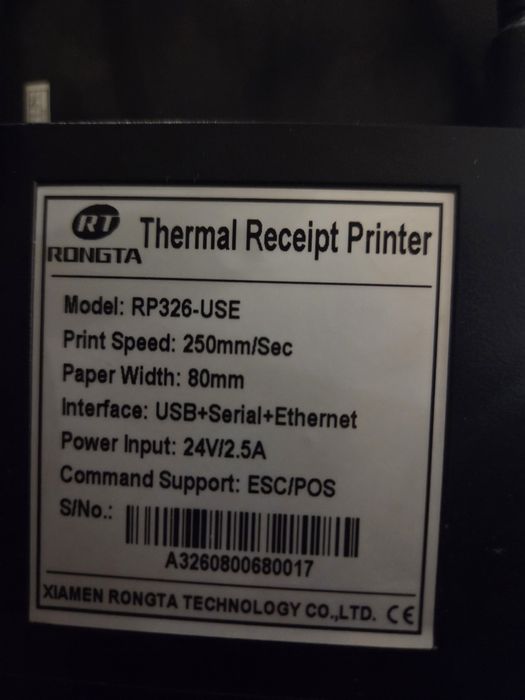 RT
RONGTA
Thermal Receipt Printer
Model: RP326-USE
Print Speed: 250mm/Sec
Paper Width: 80mm
Interface: USB+Serial+Ethernet
Power Input: 24V/2.5A
Command Support: ESC/POS
S/No.:
A3260800680017
XIAMEN RONGTA TECHNOLOGY CO.,LTD. CE